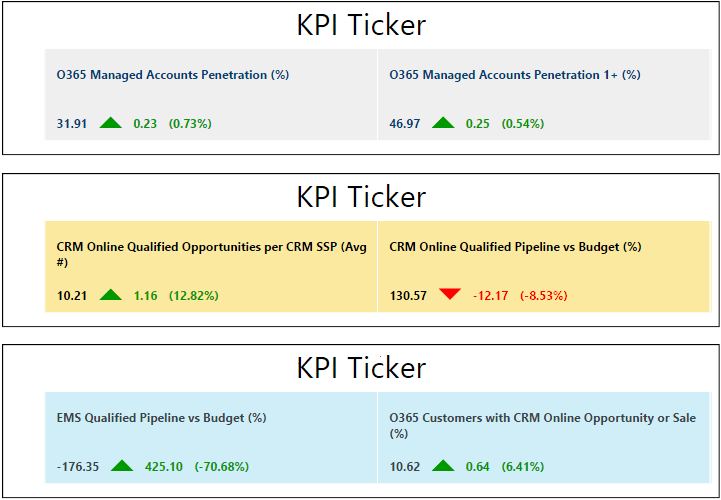 KPI Ticker
O365 Managed Accounts Penetration (%)
31.91 0.23 (0.73%)
O365 Managed Accounts Penetration 1+ (%)
46.97 0.25 (0.54%)
KPI Ticker
CRM Online Qualified Opportunities per CRM SSP (Avg
#)
10.21 1.16 (12.82%)
CRM Online Qualified Pipeline vs Budget (%)
130.57 -12.17 (-8.53%)
KPI Ticker
EMS Qualified Pipeline vs Budget (%)
-176.35 425.10 (-70.68%)
O365 Customers with CRM Online Opportunity or Sale
(%)
10.62 0.64 (6.41%)